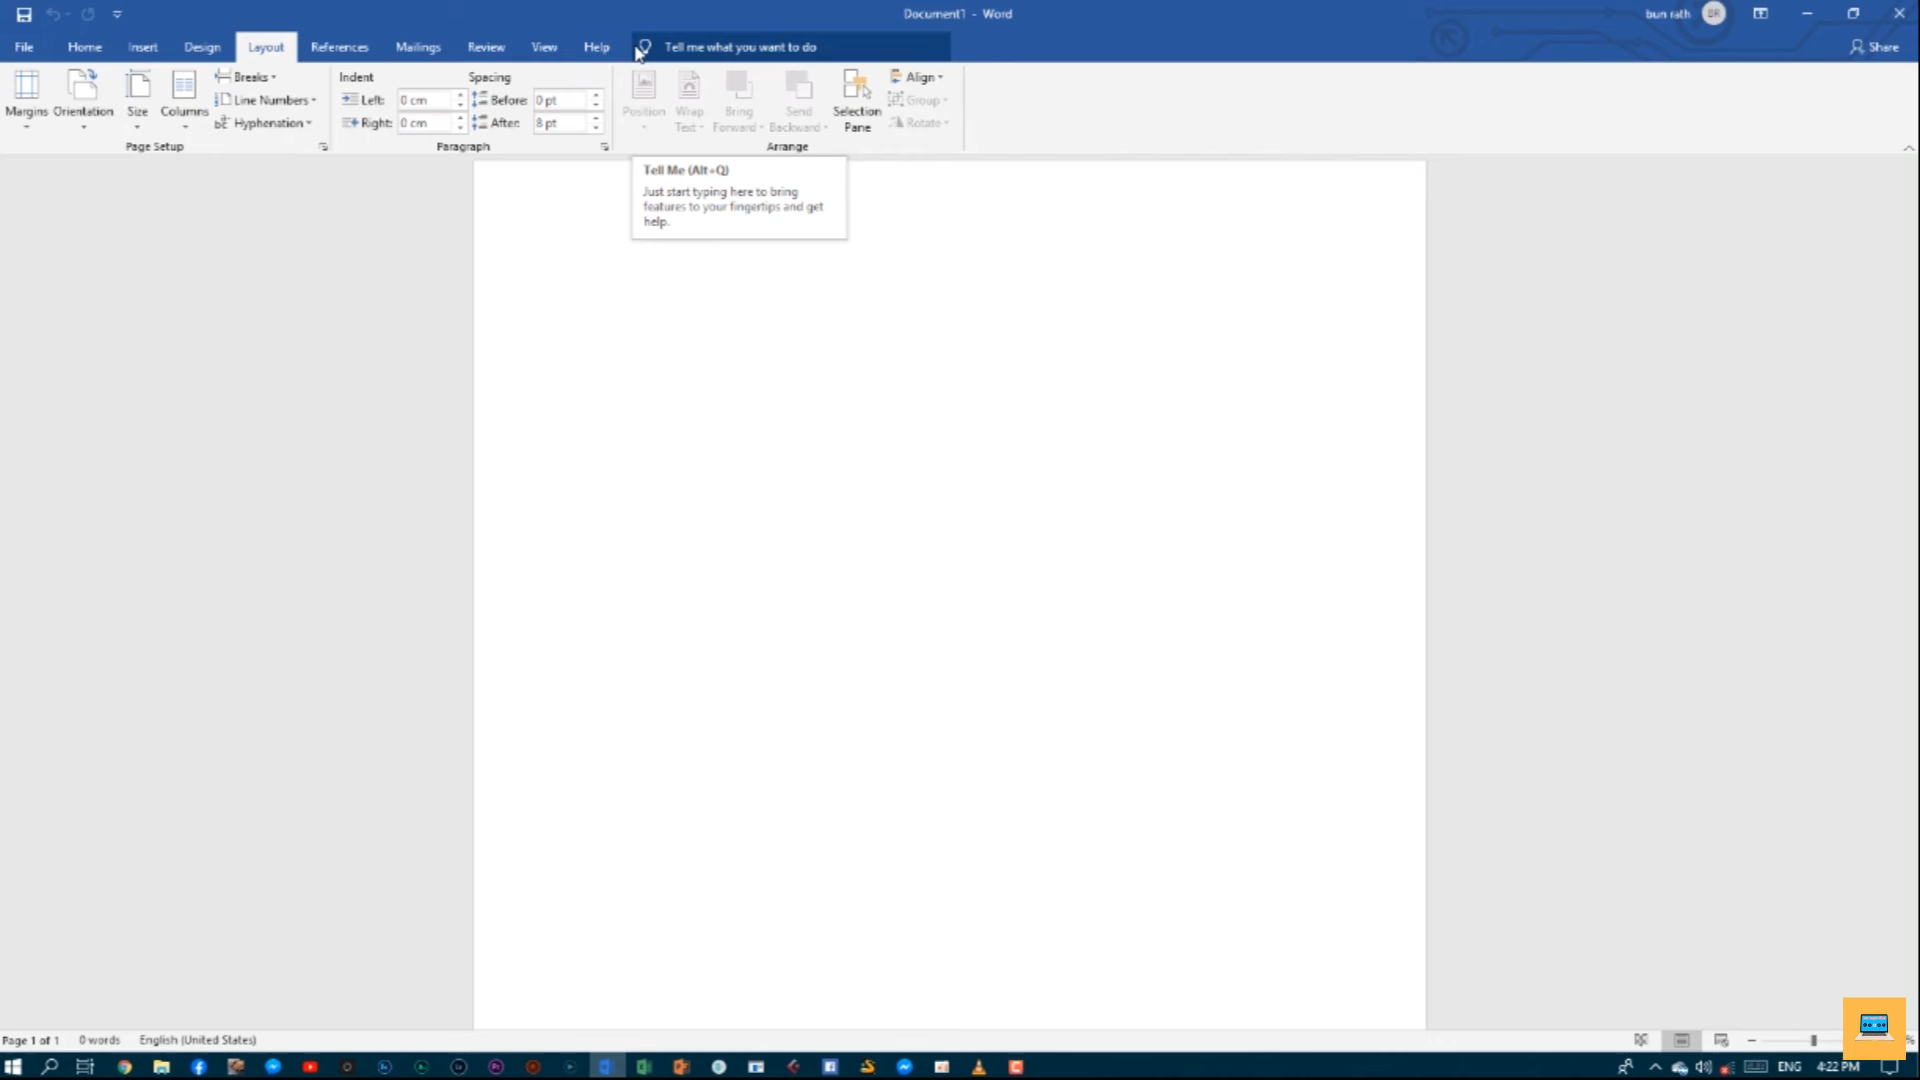 Document1 - Word
bun rath
BR
File Home Insert Design Layout References Mailings Review View Help Tell me what you want to do
Share
Margins
Orientation
Size
Columns
Breaks
Line Numbers
Hyphenation
Page Setup
Indent
Left: 0 cm
Right: 0 cm
Spacing
Before: 0 pt
After: 8 pt
Paragraph
Position
Wrap
Text
Bring
Forward
Send
Backward
Selection
Pane
Align
Group
Rotate
Arrange
Tell Me (Alt+Q)
Just start typing here to bring
features to your fingertips and get
help.
Page 1 of 1 0 words English (United States)
%
ENG 4:22 PM